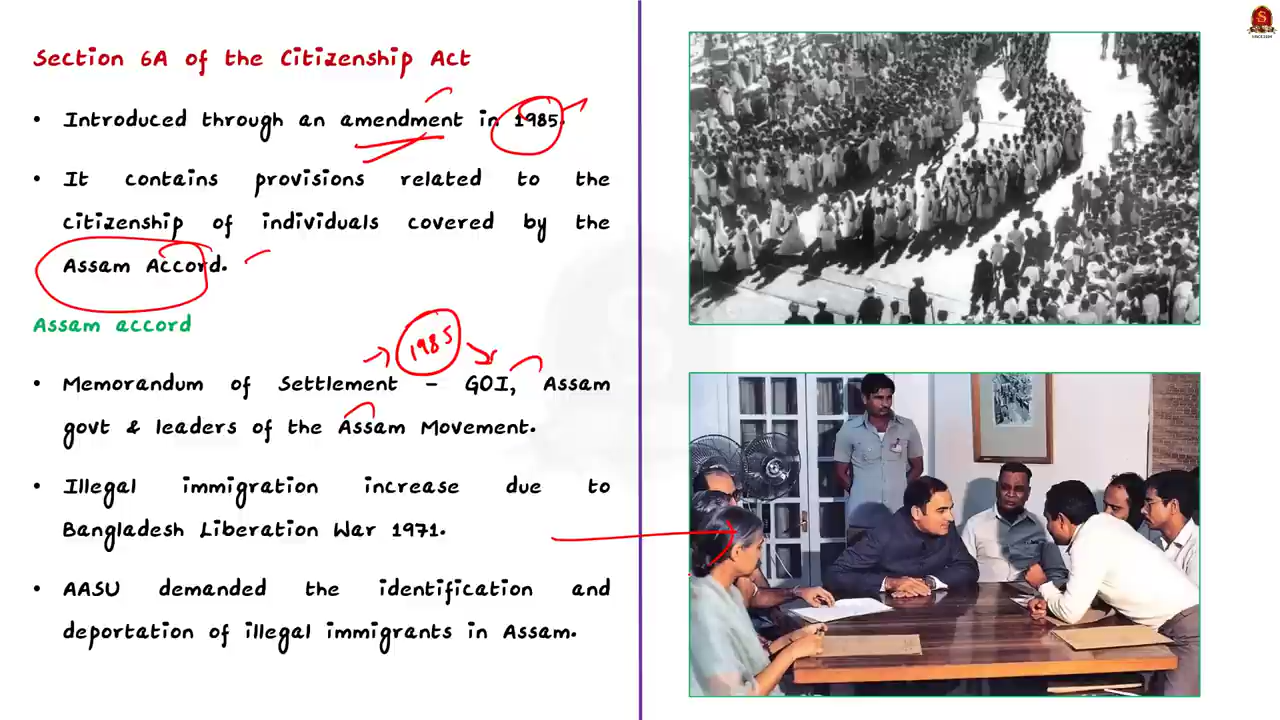 Section 6A of the Citizenship Act
• Introduced through an amendment in 1985.
• It contains provisions related to the
citizenship of individuals covered by the
Assam Accord.
Assam accord
1985
• Memorandum of Settlement – GOI, Assam
govt & leaders of the Assam Movement.
• Illegal immigration increase due to
Bangladesh Liberation War 1971.
• AASU demanded the identification and
deportation of illegal immigrants in Assam.